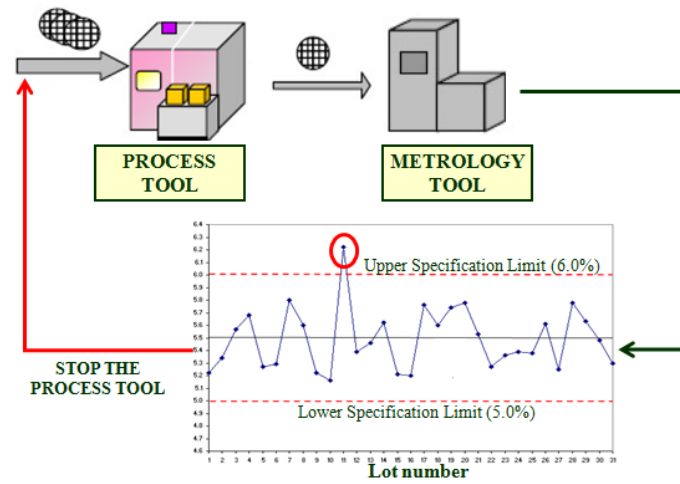 PROCESS
TOOL
METROLOGY
TOOL
6.4
6.3
6.2
6.1
6.0
5.9
5.8
5.7
5.6
5.5
5.4
5.3
5.2
5.1
5.0
4.9
4.8
4.7
4.6
Upper Specification Limit (6.0%)
Lower Specification Limit (5.0%)
STOP THE
PROCESS TOOL
1 2 3 4 5 6 7 8 9 10 11 12 13 14 15 16 17 18 19 20 21 22 23 24 25 26 27 28 29 30 31
Lot number